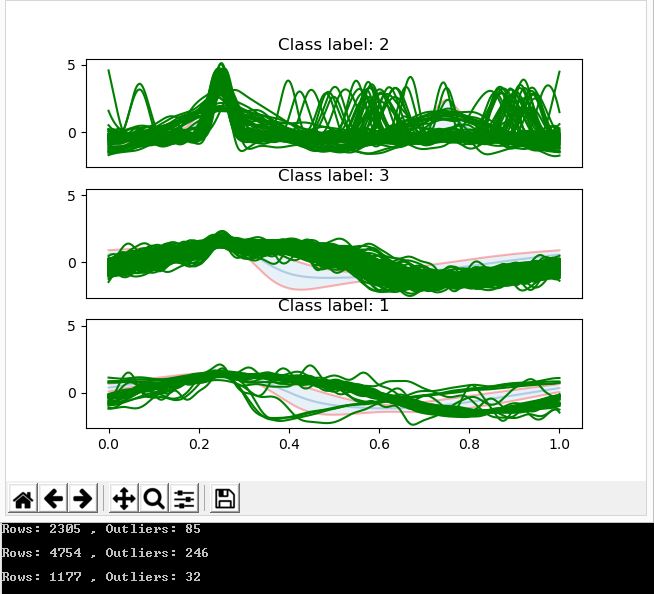 Class label: 2
5
0
Class label: 3
5
0
Class label: 1
5
0
0.0 0.2 0.4 0.6 0.8 1.0
Rows: 2305 , Outliers: 85
Rows: 4754 , Outliers: 246
Rows: 1177 , Outliers: 32